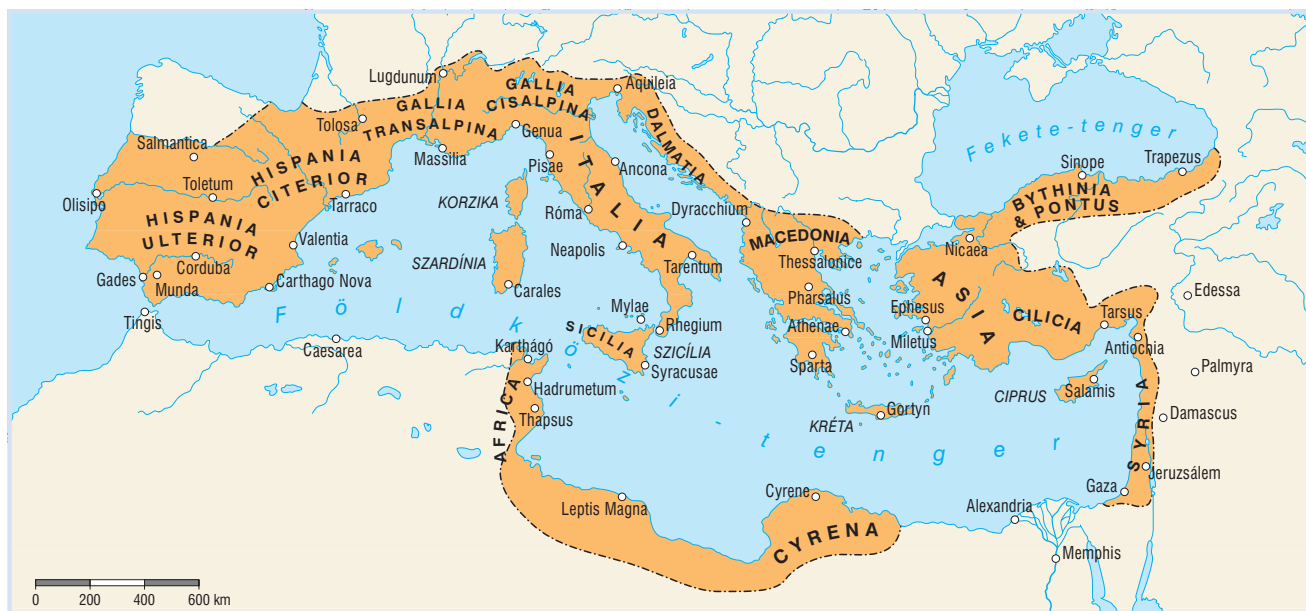 Lugdunum
GALLIA
CISALPINA
Aquileia
GALLIA
TRANSALPINA
Tolosa
Genua
DALMATIA
Fekete-tenger
Sinope
Trapezus
Salmantica
HISPANIA
CITERIOR
Massilia
Pisae
ITALIA
Ancona
BYTHINIA
& PONTUS
Toletum
Olisipo
Tarraco
KORZIKA
Róma
Dyracchium
HISPANIA
ULTERIOR
Valentia
Neapolis
MACEDONIA
Thessalonice
Nicaea
Corduba
SZARDÍNIA
Tarentum
Gades
Munda
Carthago Nova
Carales
Pharsalus
ASIA
Edessa
Tingis
Földközi-tenger
Mylae
Rhegium
Ephesus
CILICIA
Tarsus
Caesarea
SICILIA
Athenae
Miletus
Antiochia
Karthágó
SZICÍLIA
Syracusae
Sparta
Palmyra
Hadrumetum
CIPRUS
Salamis
AFRICA
Thapsus
Gortyn
KRÉTA
Damascus
SYRIA
Jeruzsálem
Gaza
Leptis Magna
Cyrene
Alexandria
CYRENA
Memphis
0 200 400 600 km